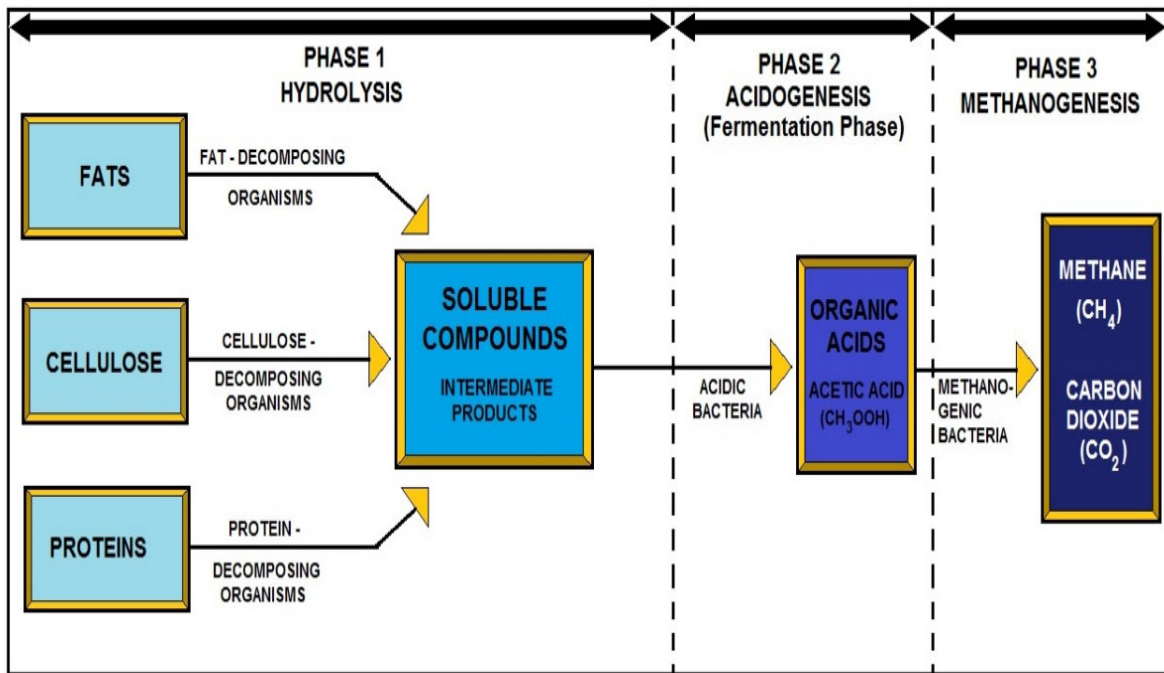 PHASE 1
HYDROLYSIS
PHASE 2
ACIDOGENESIS
(Fermentation Phase)
PHASE 3
METHANOGENESIS
FATS
FAT - DECOMPOSING
ORGANISMS
CELLULOSE
CELLULOSE -
DECOMPOSING
ORGANISMS
PROTEINS
PROTEIN -
DECOMPOSING
ORGANISMS
SOLUBLE
COMPOUNDS
INTERMEDIATE
PRODUCTS
ACIDIC
BACTERIA
ORGANIC
ACIDS
ACETIC ACID
(CH₃OOH)
METHANO-
GENIC
BACTERIA
METHANE
(CH₄)
CARBON
DIOXIDE
(CO₂)